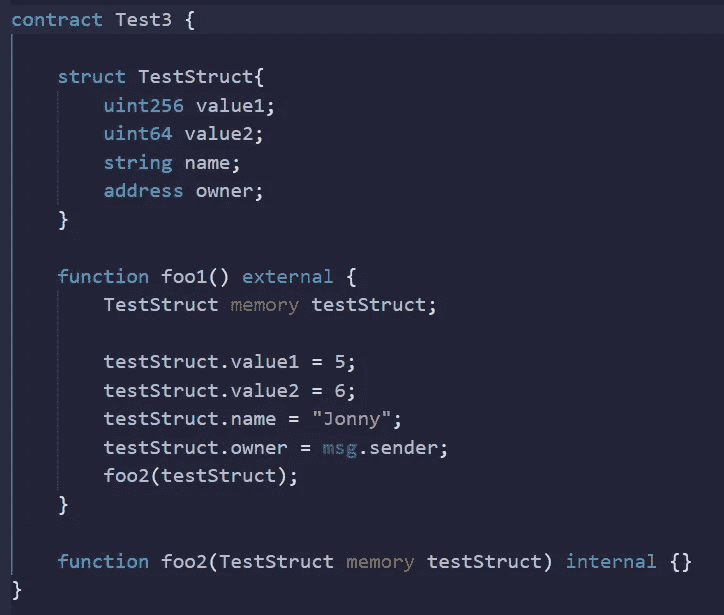 contract Test3 {
struct TestStruct{
uint256 value1;
uint64 value2;
string name;
address owner;
}
function foo1() external {
TestStruct memory testStruct;
testStruct.value1 = 5;
testStruct.value2 = 6;
testStruct.name = "Jonny";
testStruct.owner = msg.sender;
foo2(testStruct);
}
function foo2(TestStruct memory testStruct) internal {}
}